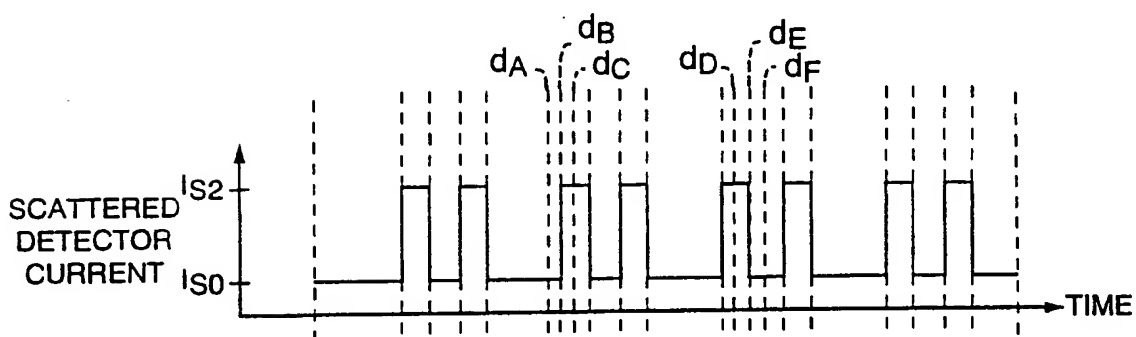 dB
dE
dA
dC
dD
dF
IS2
SCATTERED
DETECTOR
CURRENT
IS0
TIME